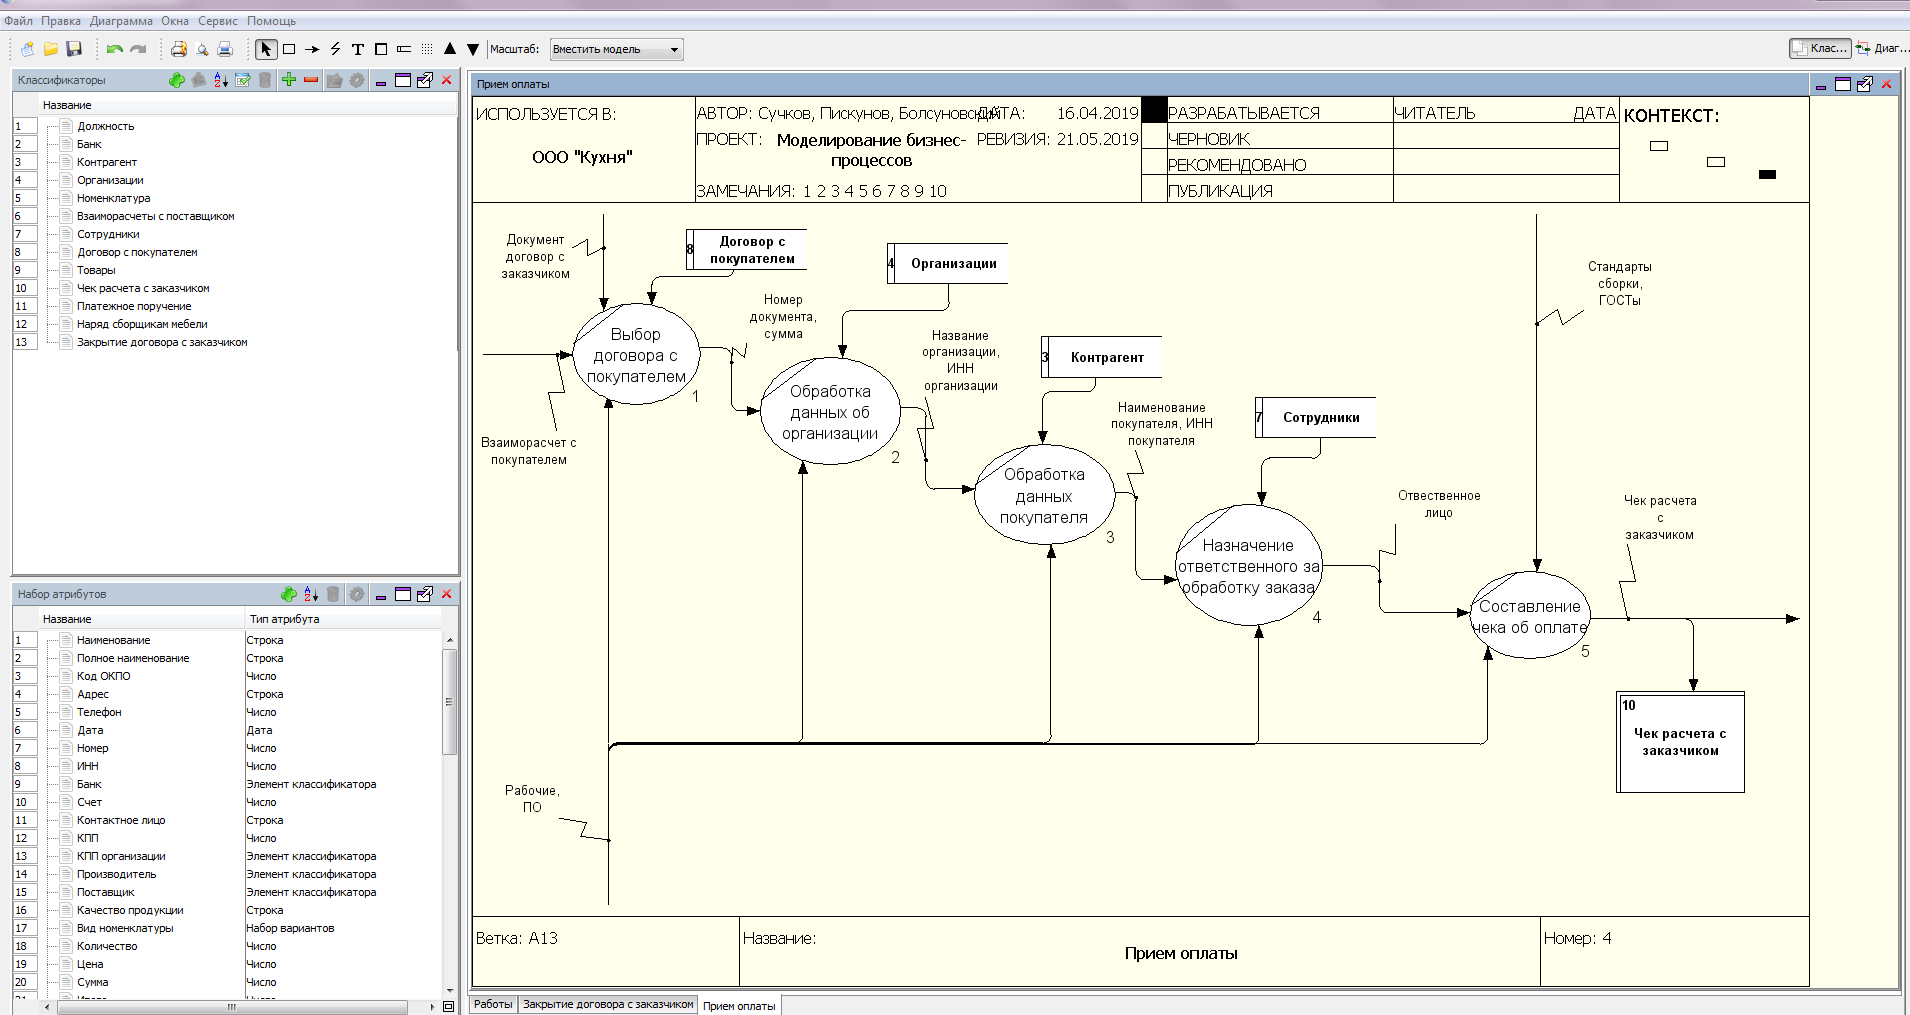 Файл Правка Диаграмма Окна Сервис Помощь
Масштаб: Вместить модель
Клас... Диаг...
Классификаторы
Название
1 Должность
2 Банк
3 Контрагент
4 Организации
5 Номенклатура
6 Взаиморасчеты с поставщиком
7 Сотрудники
8 Договор с покупателем
9 Товары
10 Чек расчета с заказчиком
11 Платежное поручение
12 Наряд сборщикам мебели
13 Закрытие договора с заказчиком
Набор атрибутов
Название Тип атрибута
1 Наименование Строка
2 Полное наименование Строка
3 Код ОКПО Число
4 Адрес Строка
5 Телефон Число
6 Дата Дата
7 Номер Число
8 ИНН Число
9 Банк Элемент классификатора
10 Счет Число
11 Контактное лицо Строка
12 КПП Число
13 КПП организации Элемент классификатора
14 Производитель Элемент классификатора
15 Поставщик Элемент классификатора
16 Качество продукции Строка
17 Вид номенклатуры Набор вариантов
18 Количество Число
19 Цена Число
20 Сумма Число
Прием оплаты
ИСПОЛЬЗУЕТСЯ В:
ООО "Кухня"
АВТОР: Сучков, Пискунов, Болсуновский ДАТА: 16.04.2019
ПРОЕКТ: Моделирование бизнес-
процессов
РЕВИЗИЯ: 21.05.2019
ЗАМЕЧАНИЯ: 1 2 3 4 5 6 7 8 9 10
РАЗРАБАТЫВАЕТСЯ
ЧЕРНОВИК
РЕКОМЕНДОВАНО
ПУБЛИКАЦИЯ
ЧИТАТЕЛЬ ДАТА
КОНТЕКСТ:
Документ
договор с
заказчиком
8 Договор с
покупателем
4 Организации
Стандарты
сборки,
ГОСТы
Номер
документа,
сумма
Выбор
договора с
покупателем
1
Название
организации,
ИНН
организации
3 Контрагент
Обработка
данных об
организации
2
Взаиморасчет с
покупателем
Наименование
покупателя, ИНН
покупателя
7 Сотрудники
Обработка
данных
покупателя
3
Отвественное
лицо
Чек расчета
с
заказчиком
Назначение
ответственного за
обработку заказа
4
Составление
чека об оплате
5
10
Чек расчета с
заказчиком
Рабочие,
ПО
Ветка: A13
Название:
Прием оплаты
Номер: 4
Работы Закрытие договора с заказчиком Прием оплаты